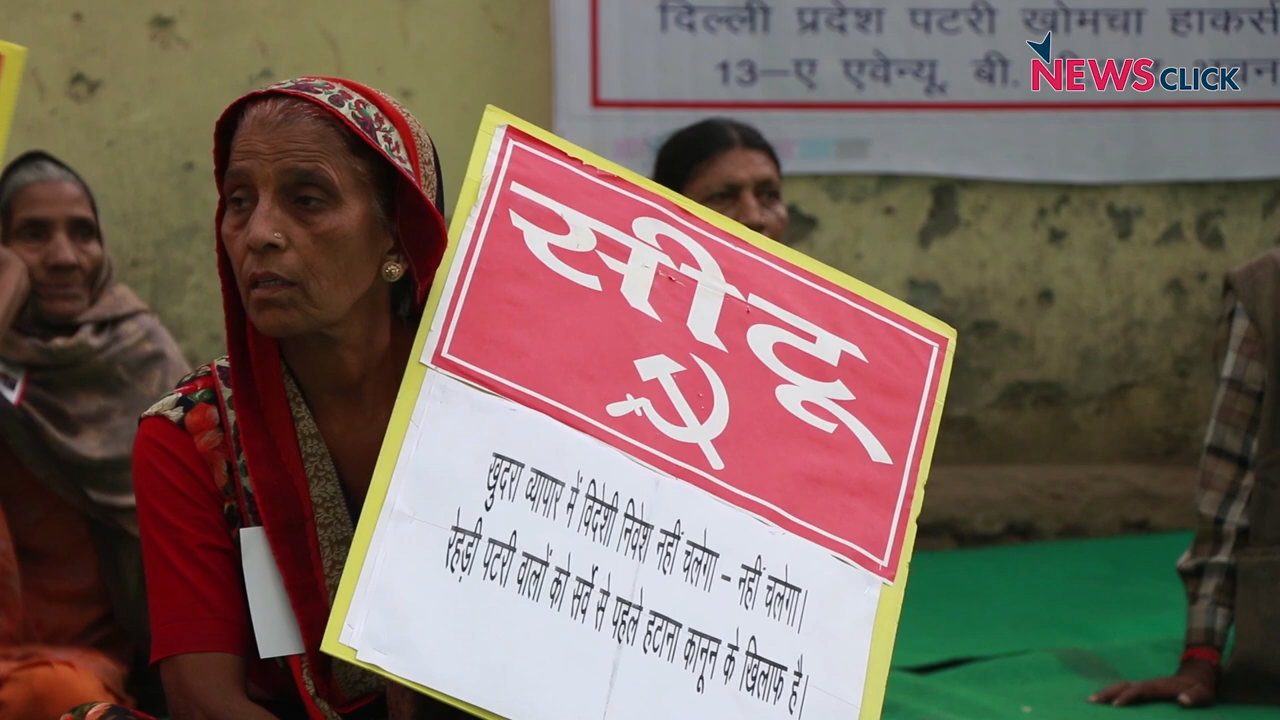 दिल्ली प्रदेश पटरी खोमचा हाकर्स
13-ए एवेन्यू, बी.
NEWSCLICK
सीटू
खुदरा व्यापार में विदेशी निवेश नहीं चलेगा – नहीं चलेगा।
रेहड़ी पटरी वालों को सर्वे से पहले हटाना कानून के खिलाफ है।